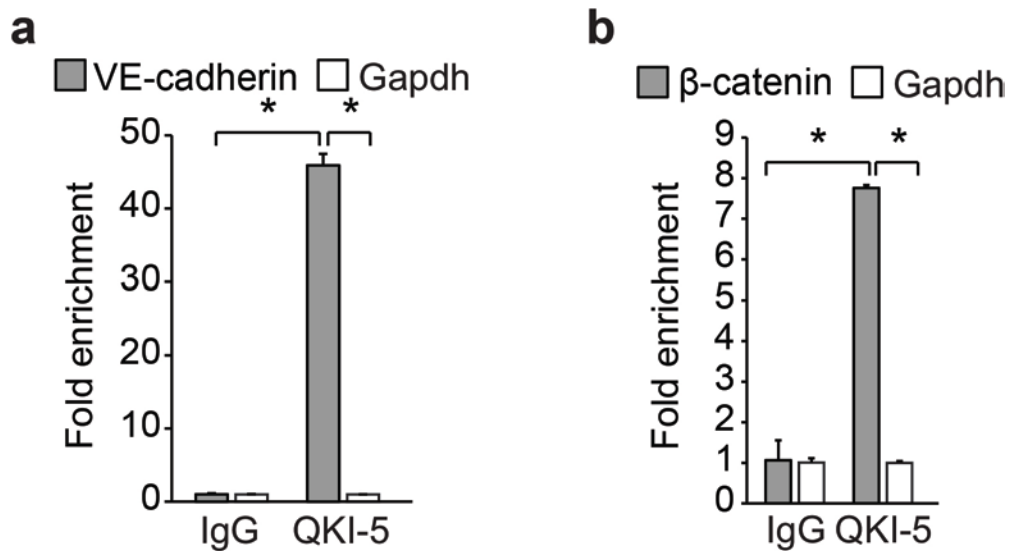 a
VE-cadherin Gapdh
* *
Fold enrichment
50
40
30
20
10
0
IgG QKI-5
b
β-catenin Gapdh
* *
Fold enrichment
9
8
7
6
5
4
3
2
1
0
IgG QKI-5